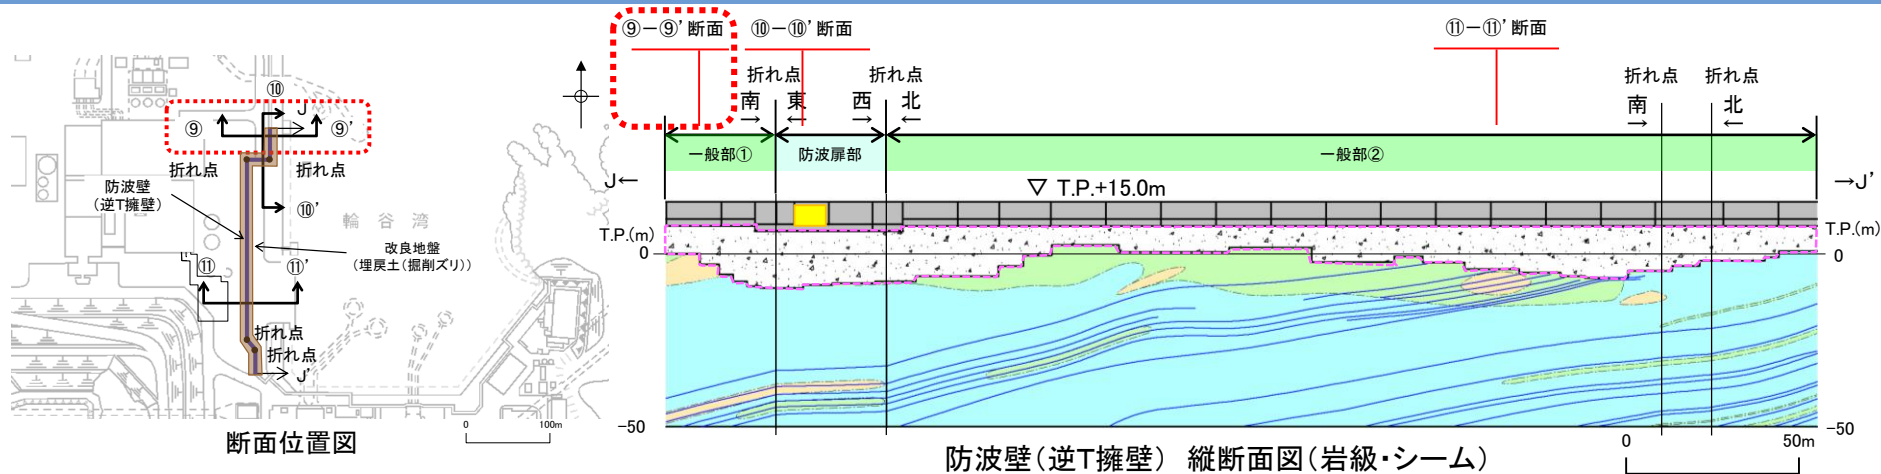 ⑩
J
⑨
⑨'
折れ点
折れ点
防波壁
(逆T擁壁)
⑩'
輪谷湾
改良地盤
(埋戻土(掘削ズリ))
⑪
⑪'
折れ点
折れ点
J'
断面位置図
0
100m
⑨-⑨'断面
⑩-⑩'断面
⑪-⑪'断面
折れ点
折れ点
折れ点
折れ点
南
→
東
←
西
→
北
←
南
→
北
←
一般部①
防波扉部
一般部②
J←
▽ T.P.+15.0m
→J'
T.P.(m)
T.P.(m)
0
0
-50
-50
防波壁(逆T擁壁) 縦断面図(岩級・シーム)
0
50m